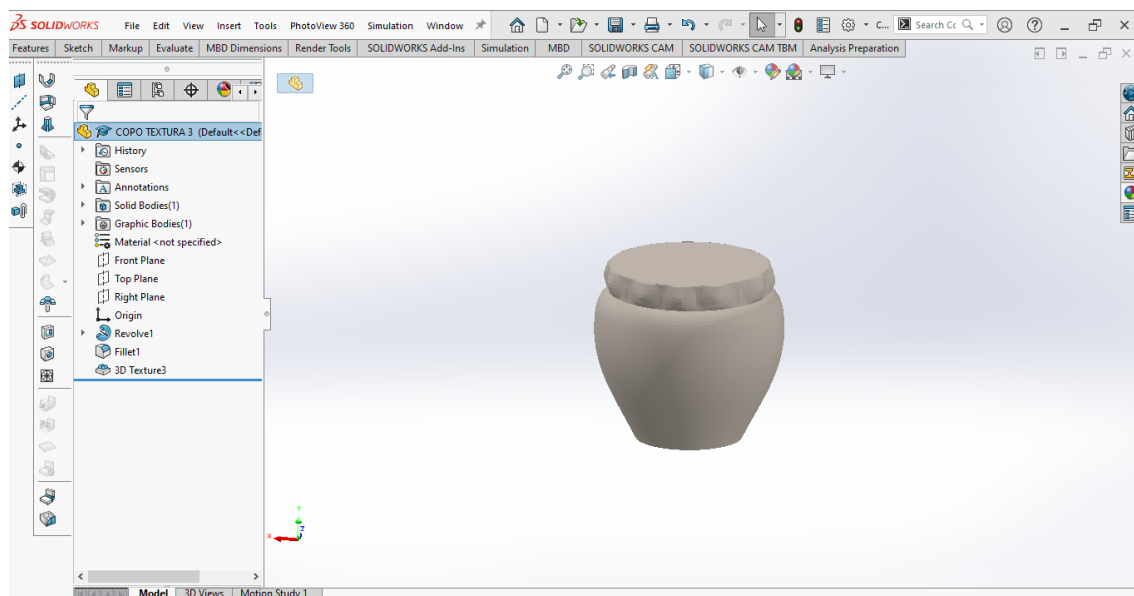 SOLIDWORKS File Edit View Insert Tools PhotoView 360 Simulation Window C... Search Cc
Features Sketch Markup Evaluate MBD Dimensions Render Tools SOLIDWORKS Add-Ins Simulation MBD SOLIDWORKS CAM SOLIDWORKS CAM TBM Analysis Preparation
COPO TEXTURA 3 (Default<<Def
History
Sensors
Annotations
Solid Bodies(1)
Graphic Bodies(1)
Material <not specified>
Front Plane
Top Plane
Right Plane
Origin
Revolve1
Fillet1
3D Texture3
Y
Z
X
Model 3D Views Motion Study 1